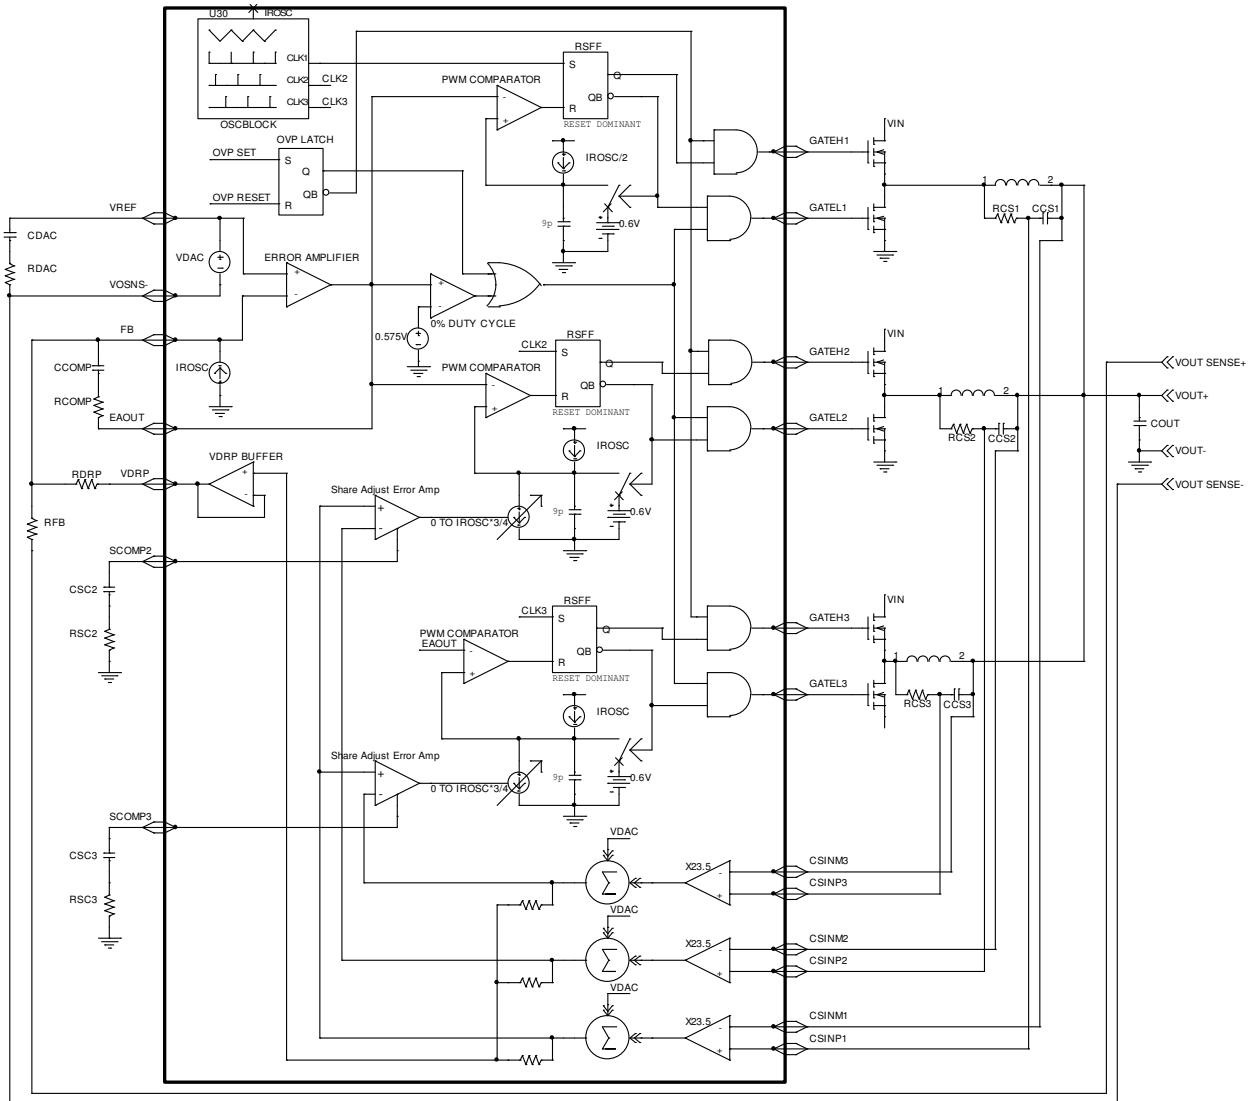 U30
IROSC
CLK1
CLK2
CLK2
CLK3
CLK3
OSCBLOCK
RSFF
S
Q
QB
R
RESET DOMINANT
PWM COMPARATOR
-
+
OVP LATCH
OVP SET
S
Q
QB
OVP RESET
R
IROSC/2
9p
0.6V
GATEH1
VIN
1
2
RCS1
CCS1
GATEL1
VREF
CDAC
RDAC
VDAC
VOSNS-
ERROR AMPLIFIER
+
-
+
-
0% DUTY CYCLE
0.575V
FB
CCOMP
IROSC
RCOMP
EAOUT
RSFF
CLK2
S
Q
QB
R
RESET DOMINANT
PWM COMPARATOR
-
+
GATEH2
VIN
1
2
RCS2
CCS2
GATEL2
VOUT SENSE+
VOUT+
COUT
VOUT-
VOUT SENSE-
IROSC
9p
0.6V
VDRP BUFFER
+
-
RDRP
VDRP
RFB
Share Adjust Error Amp
+
-
0 TO IROSC*3/4
SCOMP2
CSC2
RSC2
RSFF
CLK3
S
Q
QB
R
RESET DOMINANT
PWM COMPARATOR
EAOUT
-
+
GATEH3
VIN
1
2
RCS3
CCS3
GATEL3
IROSC
9p
0.6V
Share Adjust Error Amp
+
-
0 TO IROSC*3/4
SCOMP3
CSC3
RSC3
VDAC
Σ
X23.5
-
+
CSINM3
CSINP3
VDAC
Σ
X23.5
-
+
CSINM2
CSINP2
VDAC
Σ
X23.5
-
+
CSINM1
CSINP1